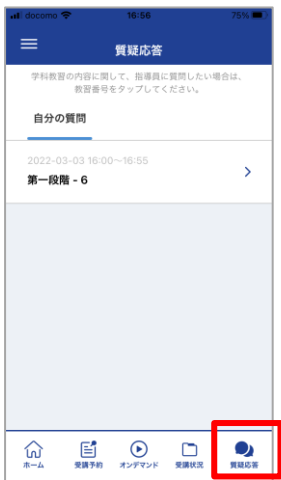 docomo 16:56 75%
質疑応答
学科教習の内容に関して、指導員に質問したい場合は、
教習番号をタップしてください。
自分の質問
2022-03-03 16:00~16:55
第一段階 - 6
ホーム 受講予約 オンデマンド 受講状況 質疑応答